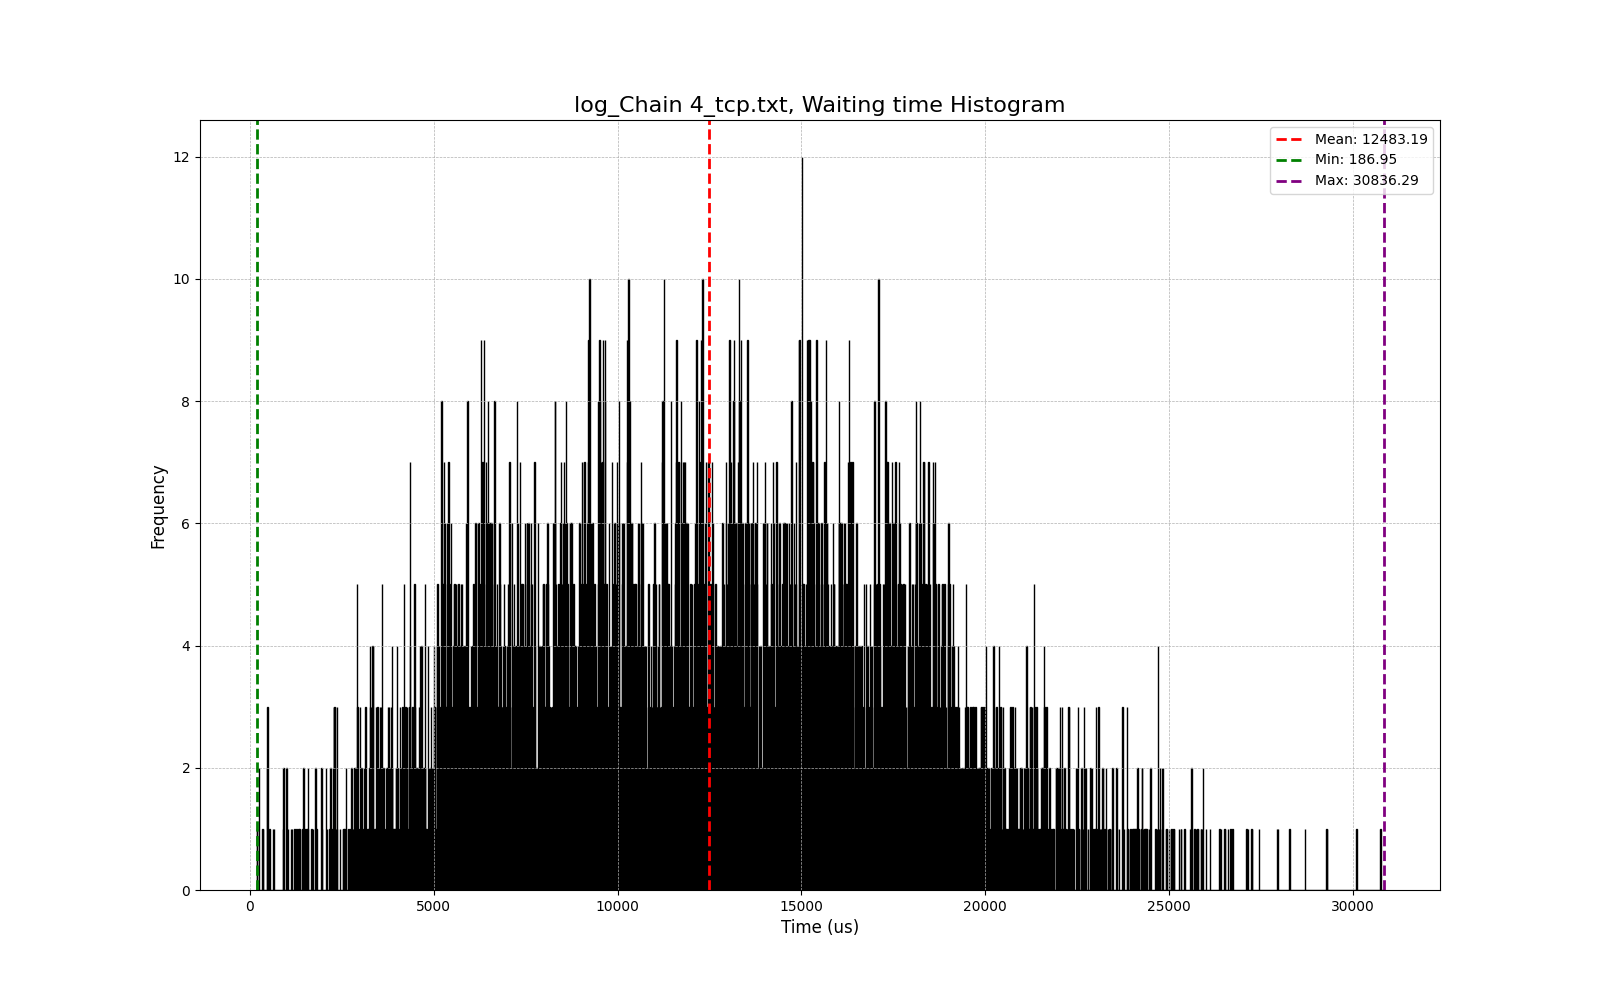 log_Chain 4_tcp.txt, Waiting time Histogram
Mean: 12483.19
Min: 186.95
Max: 30836.29
12
10
8
6
4
2
0
Frequency
0 5000 10000 15000 20000 25000 30000
Time (us)